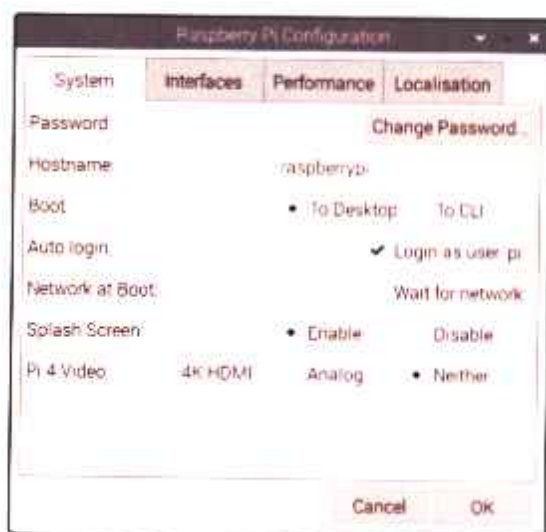 Raspberry Pi Configuration
System Interfaces Performance Localisation
Password Change Password...
Hostname: raspberrypi
Boot To Desktop To CLI
Auto login: Login as user pi
Network at Boot: Wait for network
Splash Screen: Enable Disable
Pi 4 Video 4K HDMI Analog Neither
Cancel OK